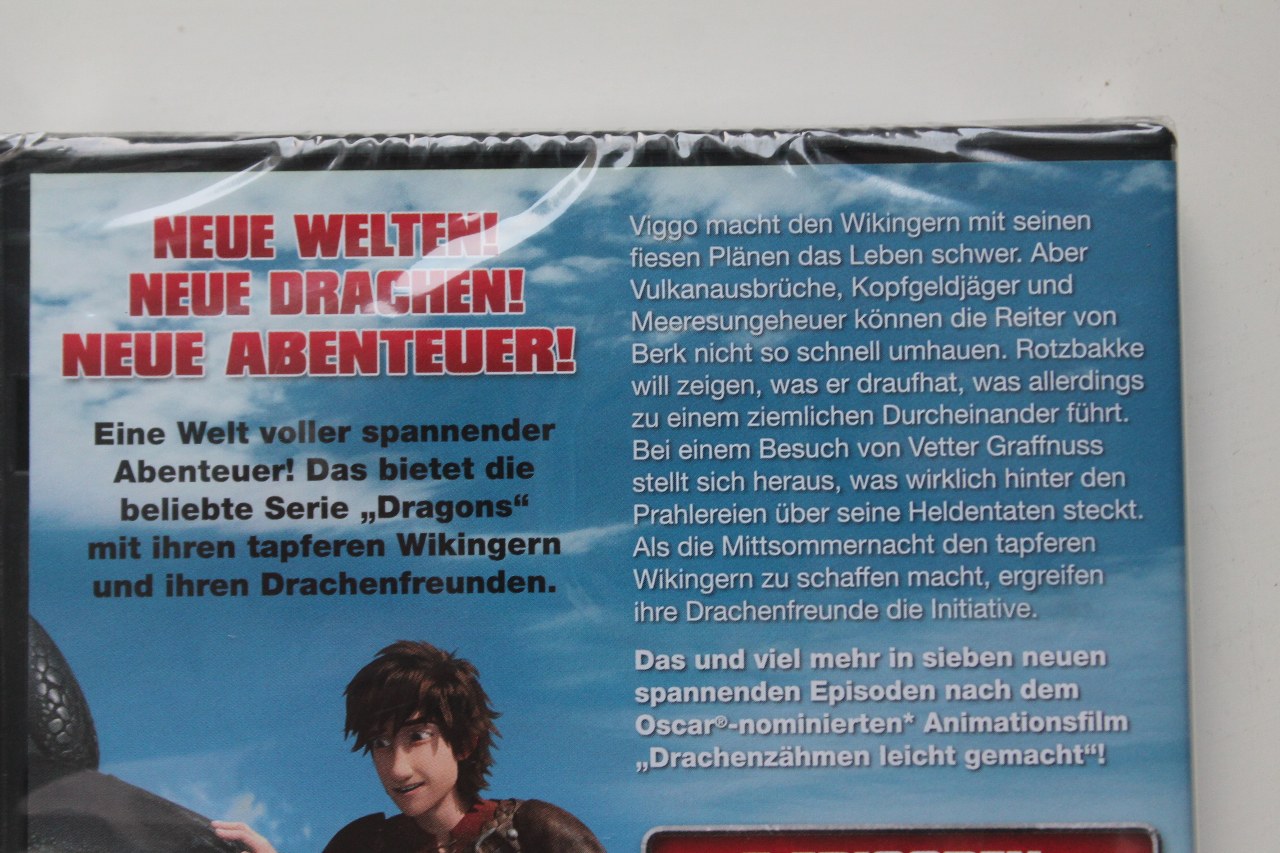 NEUE WELTEN!
NEUE DRACHEN!
NEUE ABENTEUER!
Eine Welt voller spannender
Abenteuer! Das bietet die
beliebte Serie „Dragons“
mit ihren tapferen Wikingern
und ihren Drachenfreunden.
Viggo macht den Wikingern mit seinen
fiesen Plänen das Leben schwer. Aber
Vulkanausbrüche, Kopfgeldjäger und
Meeresungeheuer können die Reiter von
Berk nicht so schnell umhauen. Rotzbakke
will zeigen, was er draufhat, was allerdings
zu einem ziemlichen Durcheinander führt.
Bei einem Besuch von Vetter Graffnuss
stellt sich heraus, was wirklich hinter den
Prahlereien über seine Heldentaten steckt.
Als die Mittsommernacht den tapferen
Wikingern zu schaffen macht, ergreifen
ihre Drachenfreunde die Initiative.
Das und viel mehr in sieben neuen
spannenden Episoden nach dem
Oscar®-nominierten* Animationsfilm
„Drachenzähmen leicht gemacht“!